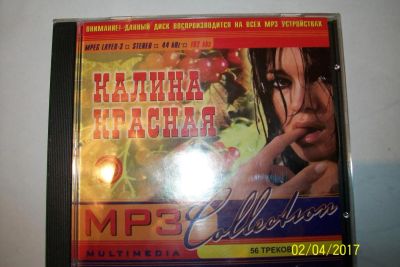 ВНИМАНИЕ! ДАННЫЙ ДИСК ВОСПРОИЗВОДИТСЯ НА ВСЕХ MP3 УСТРОЙСТВАХ
MPEG LAYER-3 □ STEREO □ 44 kHz □ 192 kbs
КАЛИНА
КРАСНАЯ
MP3 Collection
MULTIMEDIA
56 ТРЕКОВ
02/04/2017